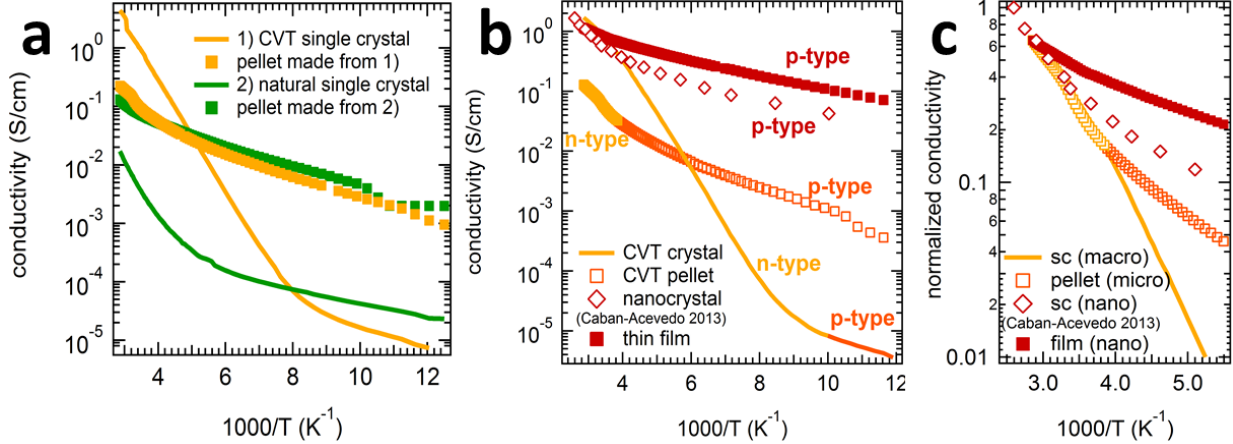 a
1) CVT single crystal
pellet made from 1)
2) natural single crystal
pellet made from 2)
conductivity (S/cm)
10^0
10^-1
10^-2
10^-3
10^-4
10^-5
4 6 8 10 12
1000/T (K^-1)
b
p-type
p-type
n-type
p-type
n-type
p-type
CVT crystal
CVT pellet
nanocrystal
(Caban-Acevedo 2013)
thin film
conductivity (S/cm)
10^0
10^-1
10^-2
10^-3
10^-4
10^-5
4 6 8 10 12
1000/T (K^-1)
c
normalized conductivity
1
8
6
4
2
0.1
8
6
4
2
0.01
sc (macro)
pellet (micro)
sc (nano)
(Caban-Acevedo 2013)
film (nano)
3.0 4.0 5.0
1000/T (K^-1)